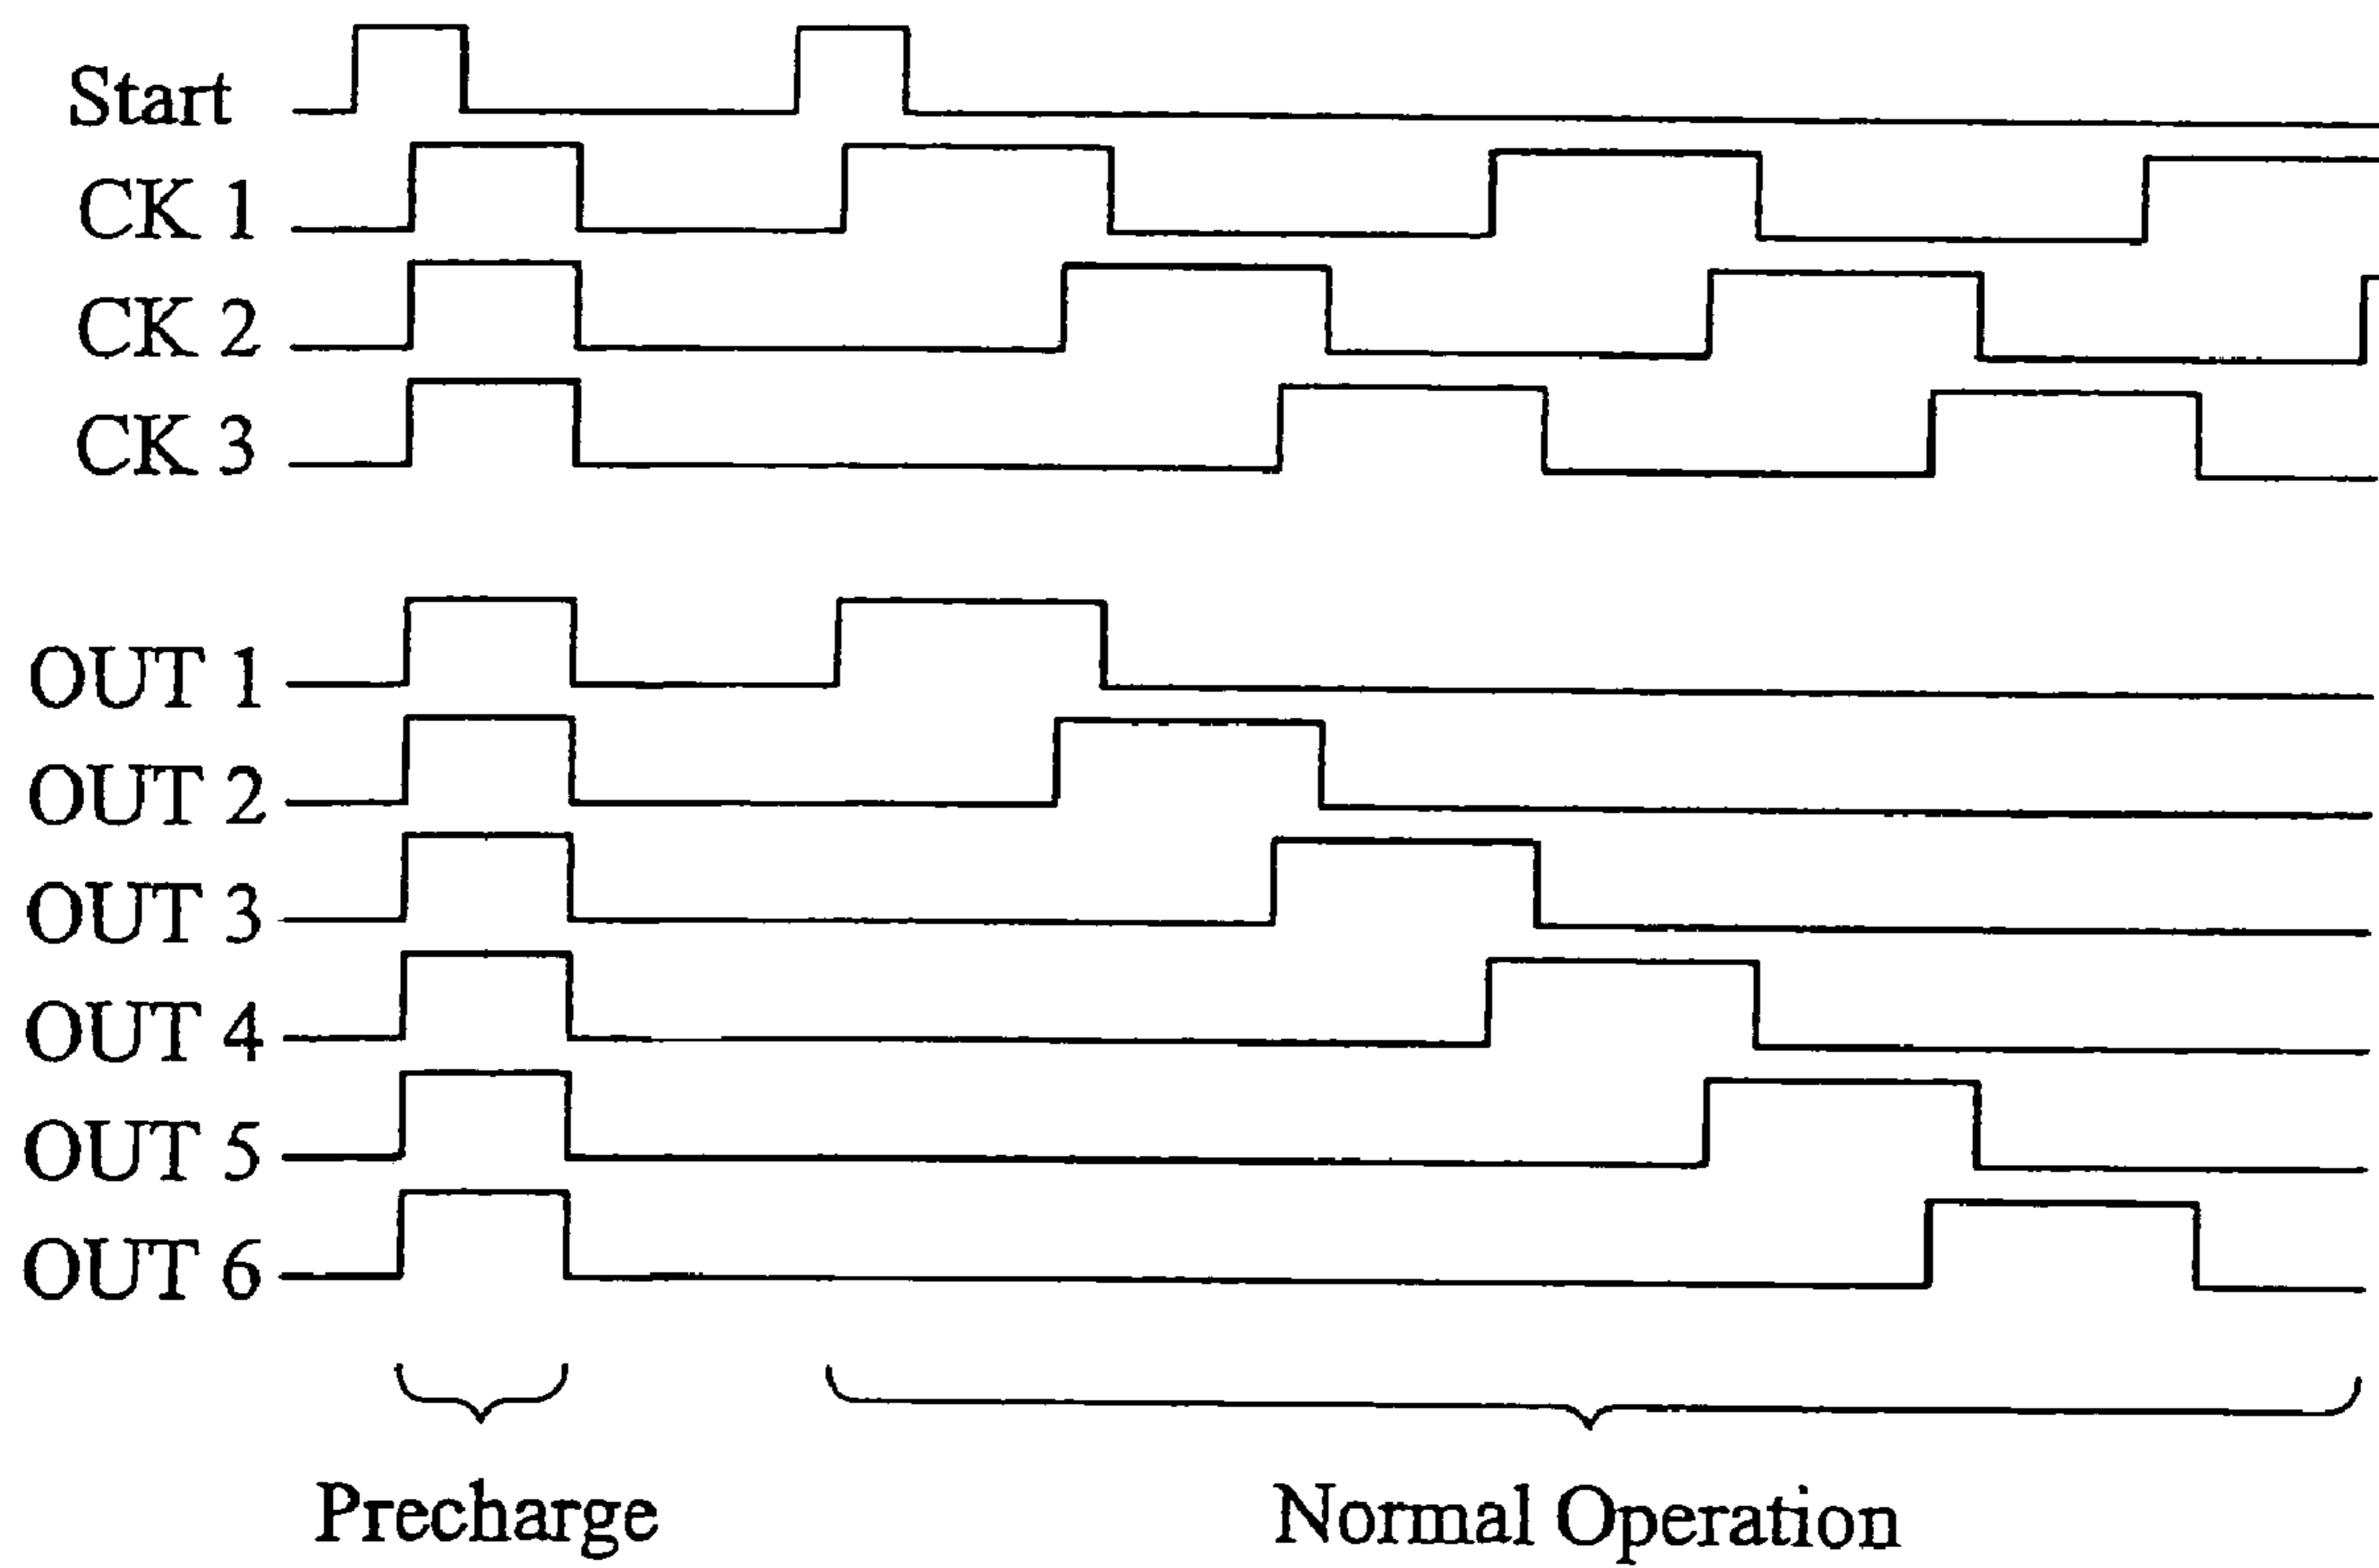 Start
CK 1
CK 2
CK 3
OUT 1
OUT 2
OUT 3
OUT 4
OUT 5
OUT 6
Precharge
Normal Operation